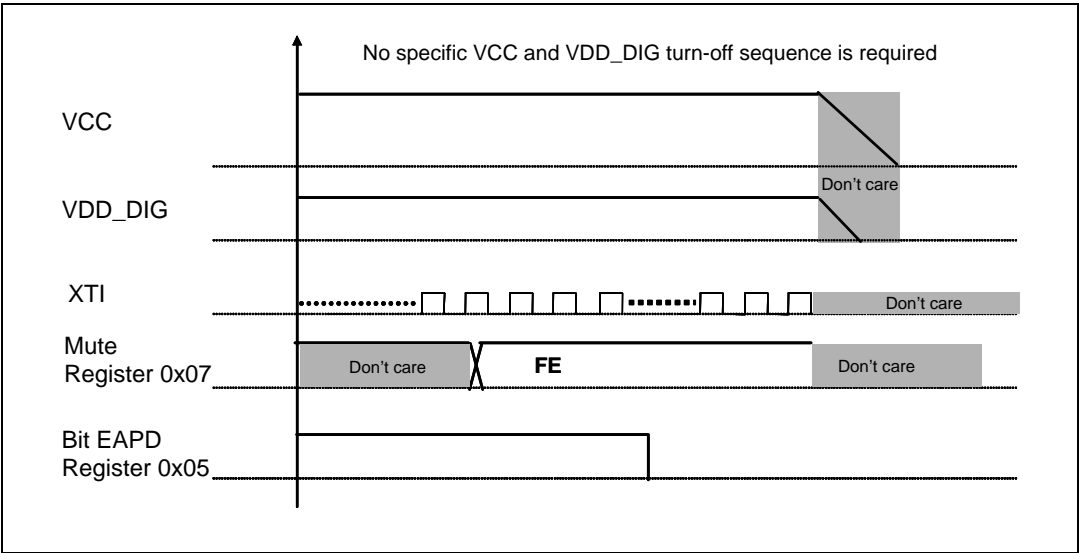 No specific VCC and VDD_DIG turn-off sequence is required
VCC
Don't care
VDD_DIG
XTI
Don't care
Mute
Register 0x07
Don't care
FE
Don't care
Bit EAPD
Register 0x05